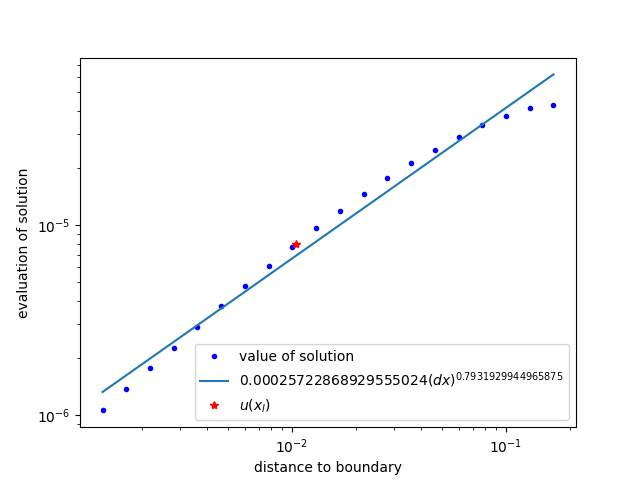 evaluation of solution
10⁻⁵
10⁻⁶
value of solution
0.00025722868929555024(dx)^0.7931929944965875
u(x_l)
10⁻² 10⁻¹
distance to boundary